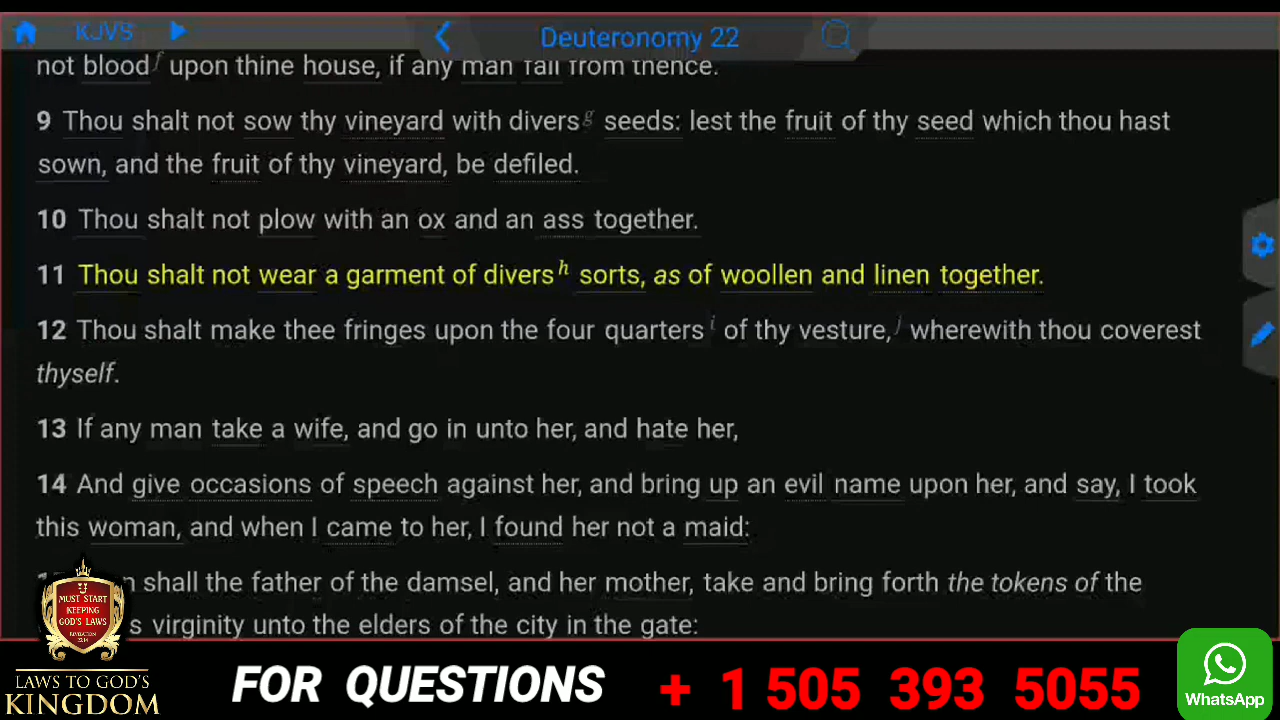 KJVS
Deuteronomy 22
not blood f upon thine house, if any man fall from thence.
9 Thou shalt not sow thy vineyard with divers g seeds: lest the fruit of thy seed which thou hast
sown, and the fruit of thy vineyard, be defiled.
10 Thou shalt not plow with an ox and an ass together.
11 Thou shalt not wear a garment of divers h sorts, as of woollen and linen together.
12 Thou shalt make thee fringes upon the four quarters i of thy vesture, j wherewith thou coverest
thyself.
13 If any man take a wife, and go in unto her, and hate her,
14 And give occasions of speech against her, and bring up an evil name upon her, and say, I took
this woman, and when I came to her, I found her not a maid:
shall the father of the damsel, and her mother, take and bring forth the tokens of the
s virginity unto the elders of the city in the gate:
U
MUST START
KEEPING
GOD'S LAWS
REVELATION
22:14
LAWS TO GOD'S
KINGDOM
FOR QUESTIONS + 1 505 393 5055
WhatsApp